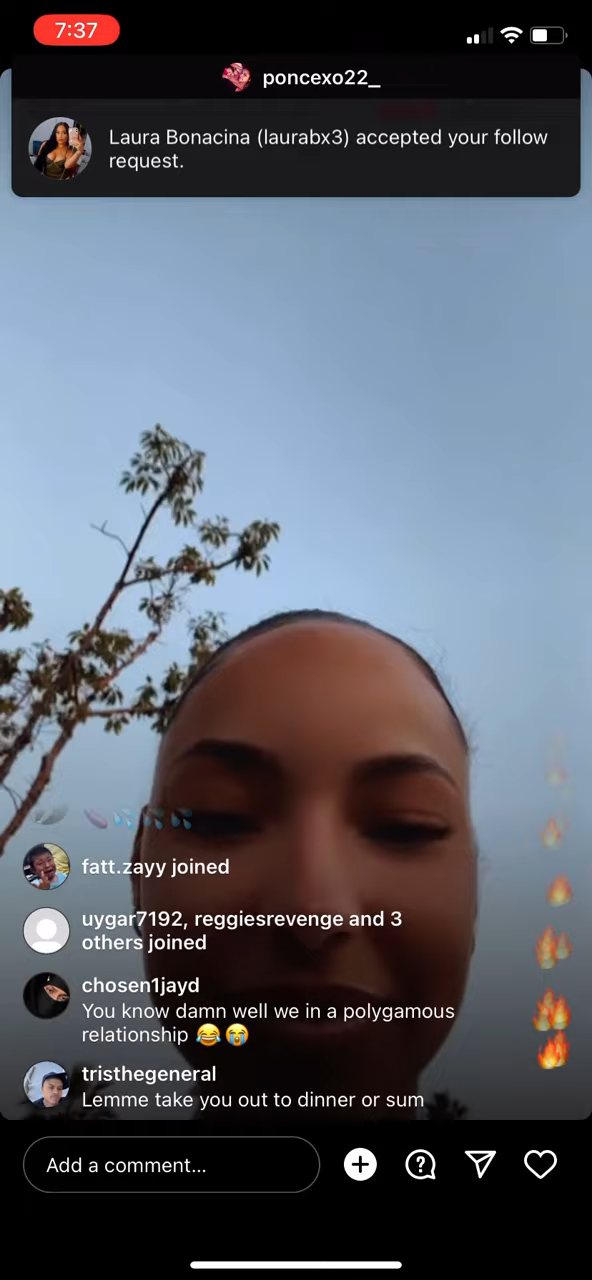 7:37
poncexo22_
Laura Bonacina (laurabx3) accepted your follow
request.
🍆💦💦💦
fatt.zayy joined
uygar7192, reggiesrevenge and 3
others joined
chosen1jayd
You know damn well we in a polygamous
relationship 😂😭
tristhegeneral
Lemme take you out to dinner or sum
Add a comment...